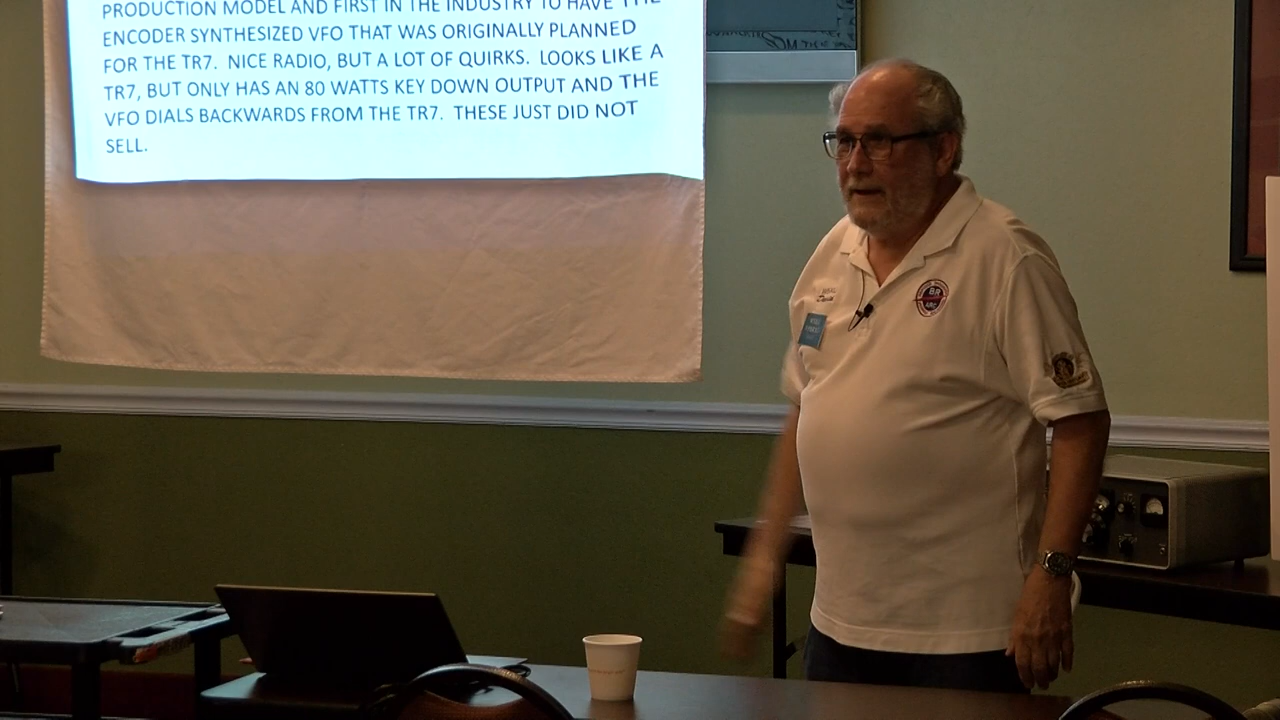 PRODUCTION MODEL AND FIRST IN THE INDUSTRY TO HAVE THE
ENCODER SYNTHESIZED VFO THAT WAS ORIGINALLY PLANNED
FOR THE TR7. NICE RADIO, BUT A LOT OF QUIRKS. LOOKS LIKE A
TR7, BUT ONLY HAS AN 80 WATTS KEY DOWN OUTPUT AND THE
VFO DIALS BACKWARDS FROM THE TR7. THESE JUST DID NOT
SELL.
BR
ARC